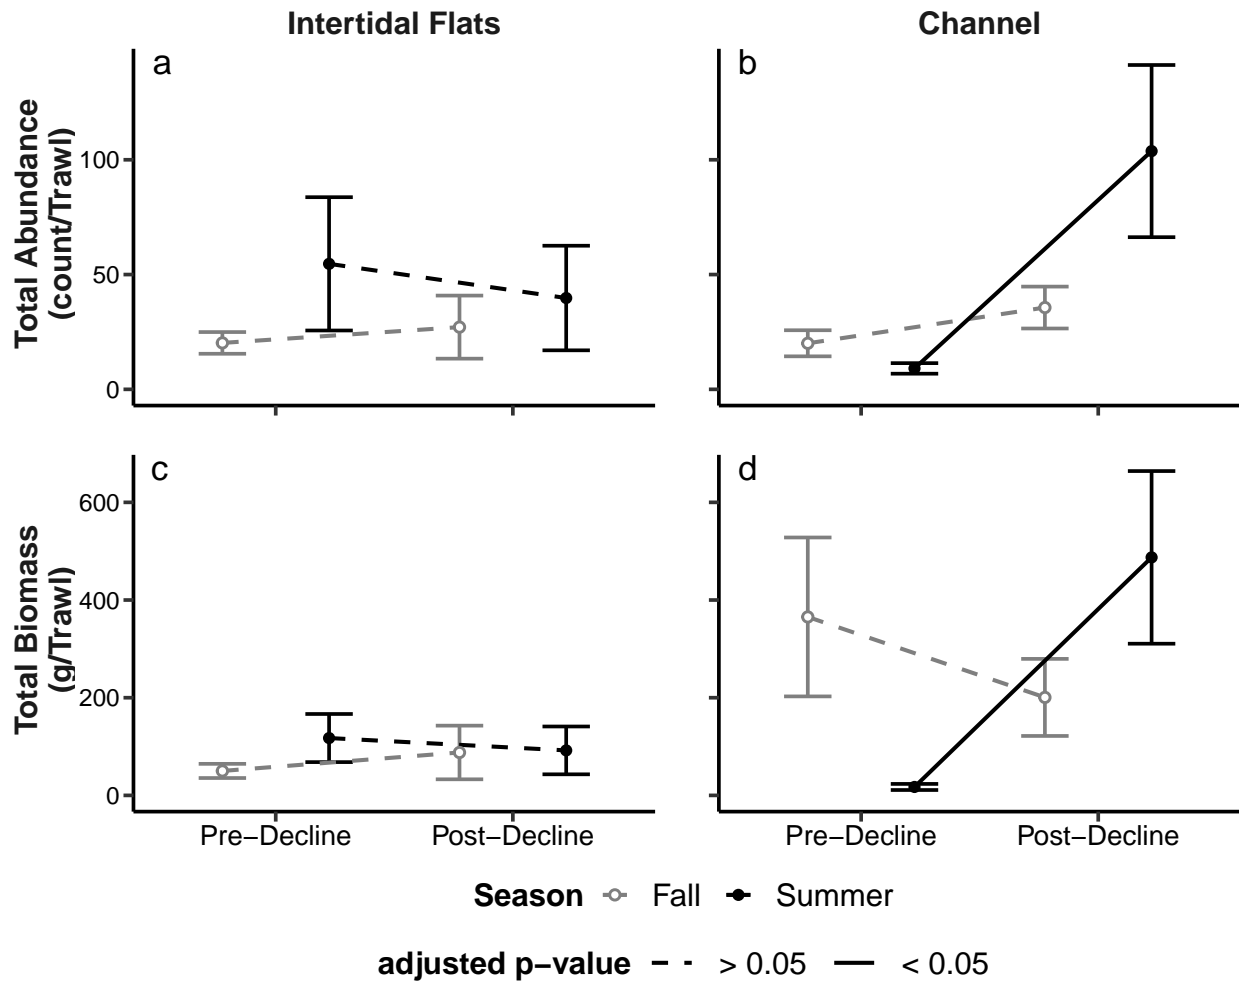 Intertidal Flats
Channel
a
b
Total Abundance
(count/Trawl)
100
50
0
c
d
Total Biomass
(g/Trawl)
600
400
200
0
Pre−Decline
Post−Decline
Pre−Decline
Post−Decline
Season Fall Summer
adjusted p−value > 0.05 < 0.05